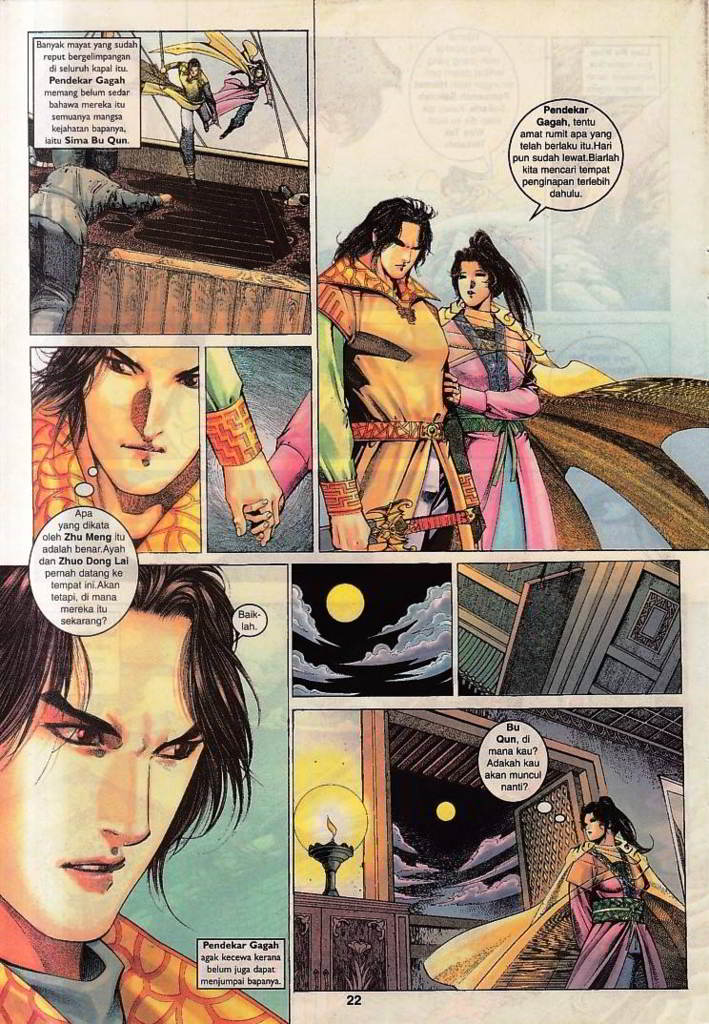 Banyak mayat yang sudah
reput bergelimpangan
di seluruh kapal itu.
Pendekar Gagah
memang belum sedar
bahawa mereka itu
semuanya mangsa
kejahatan bapanya,
iaitu Sima Bu Qun.
Pendekar
Gagah, tentu
amat rumit apa yang
telah berlaku itu.Hari
pun sudah lewat.Biarlah
kita mencari tempat
penginapan terlebih
dahulu.
Apa
yang dikata
oleh Zhu Meng itu
adalah benar.Ayah
dan Zhuo Dong Lai
pernah datang ke
tempat ini.Akan
tetapi, di mana
mereka itu
sekarang?
Baik-
lah.
Bu
Qun, di
mana kau?
Adakah kau
akan muncul
nanti?
Pendekar Gagah
agak kecewa kerana
belum juga dapat
menjumpai bapanya.
22